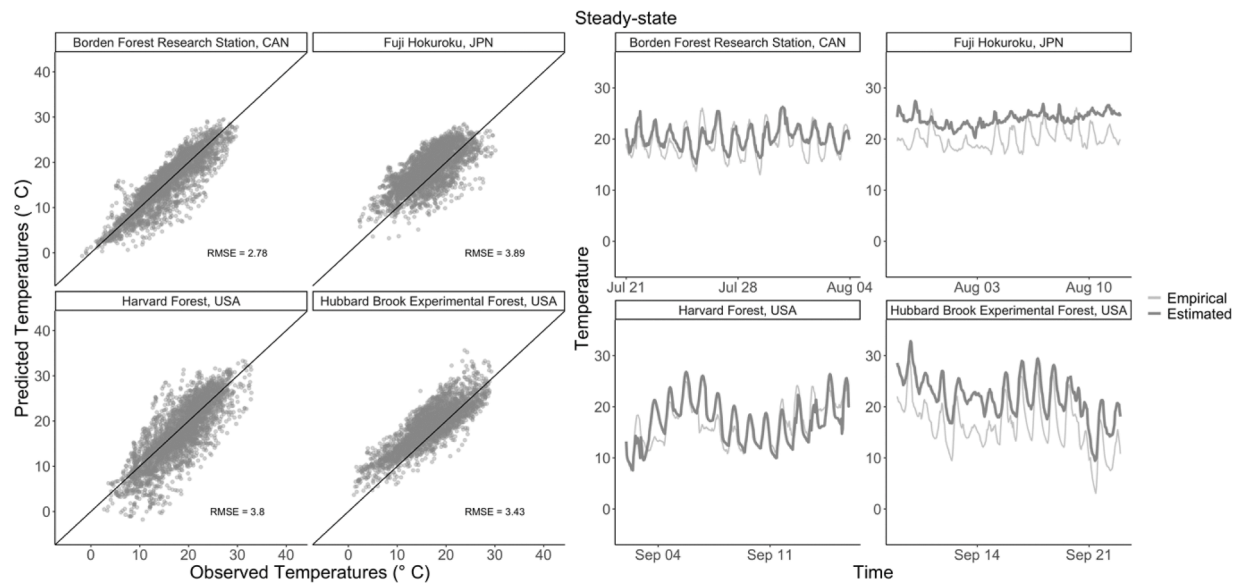 Steady-state
Borden Forest Research Station, CAN
Fuji Hokuroku, JPN
40
30
20
10
0
RMSE = 2.78
RMSE = 3.89
Harvard Forest, USA
Hubbard Brook Experimental Forest, USA
40
30
20
10
0
RMSE = 3.8
RMSE = 3.43
0 10 20 30 40
0 10 20 30 40
Predicted Temperatures (° C)
Observed Temperatures (° C)
Borden Forest Research Station, CAN
Fuji Hokuroku, JPN
30
20
10
0
Jul 21 Jul 28 Aug 04
Aug 03 Aug 10
Harvard Forest, USA
Hubbard Brook Experimental Forest, USA
30
20
10
0
Sep 04 Sep 11
Sep 14 Sep 21
Temperature
Time
Empirical
Estimated